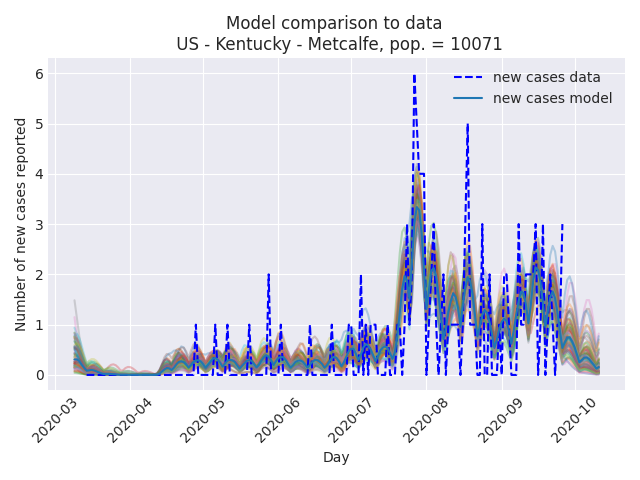 Model comparison to data
US - Kentucky - Metcalfe, pop. = 10071
new cases data
new cases model
Number of new cases reported
6
5
4
3
2
1
0
2020-03
2020-04
2020-05
2020-06
2020-07
2020-08
2020-09
2020-10
Day